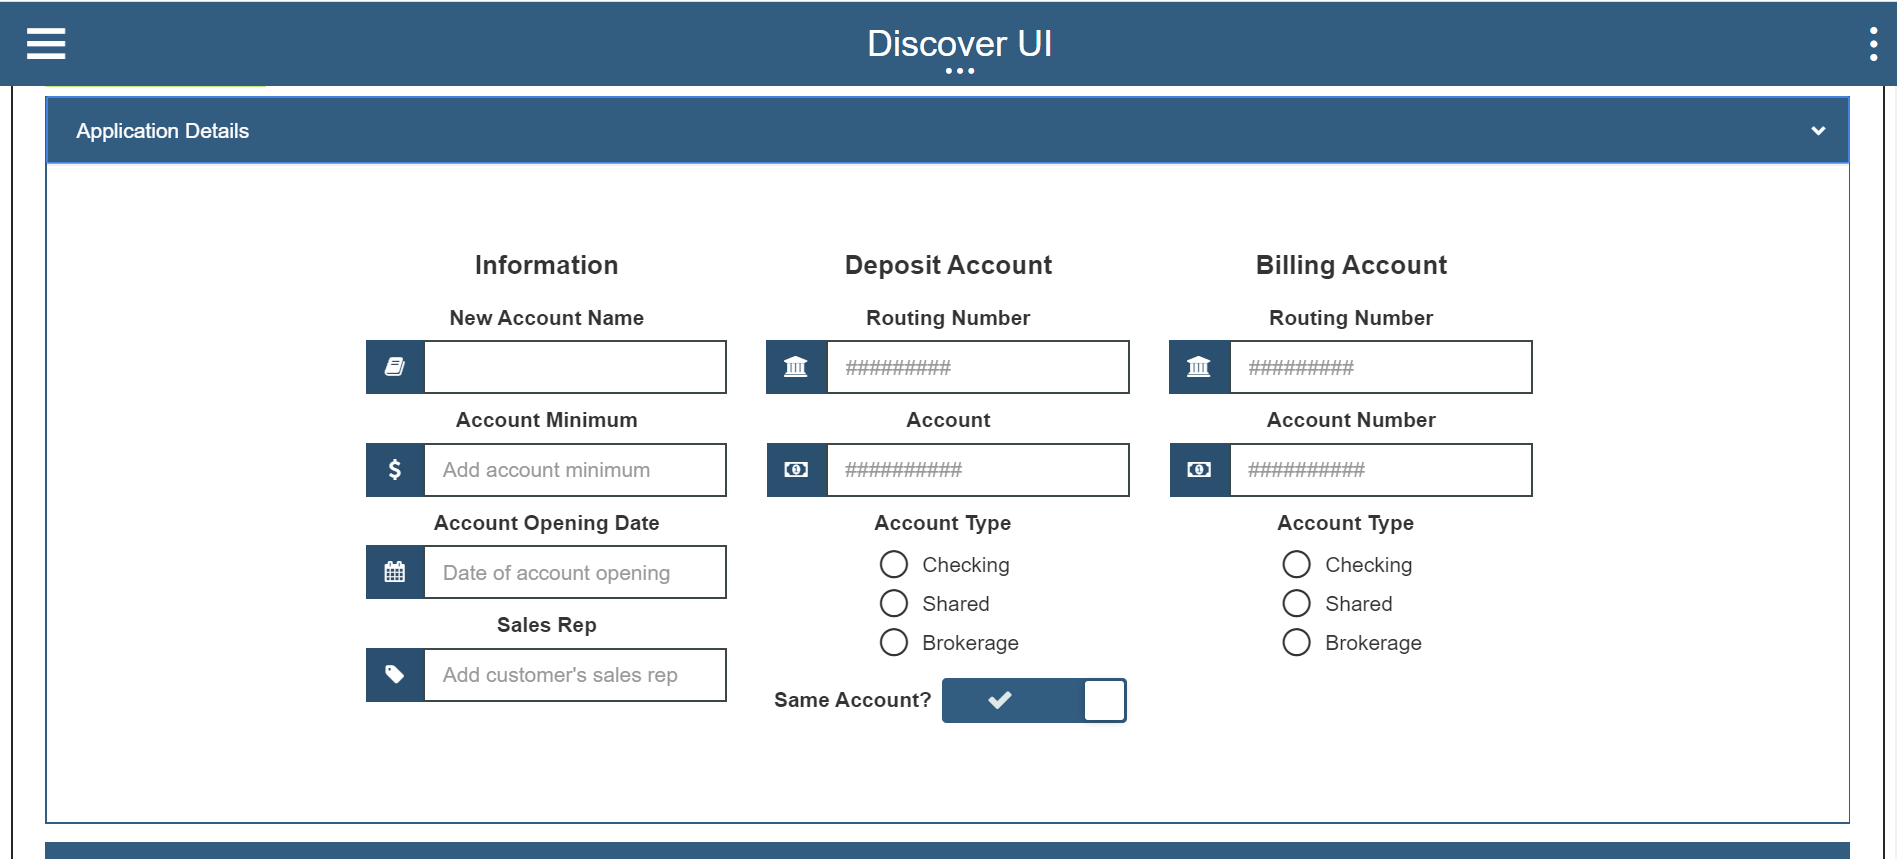 Discover UI
Application Details
Information
New Account Name
Account Minimum
Add account minimum
Account Opening Date
Date of account opening
Sales Rep
Add customer's sales rep
Deposit Account
Routing Number
#########
Account
##########
Account Type
Checking
Shared
Brokerage
Same Account?
Billing Account
Routing Number
#########
Account Number
##########
Account Type
Checking
Shared
Brokerage